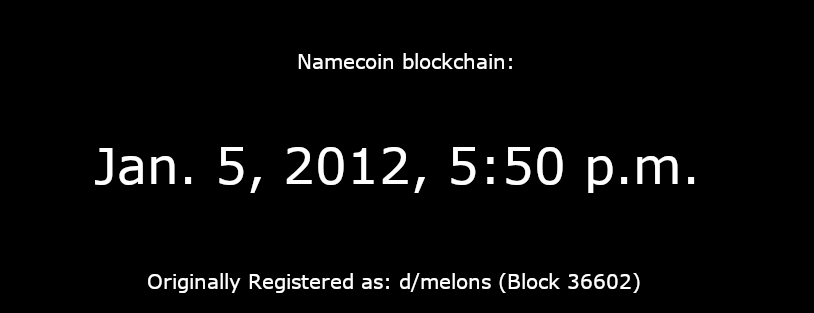 Namecoin blockchain:
Jan. 5, 2012, 5:50 p.m.
Originally Registered as: d/melons (Block 36602)